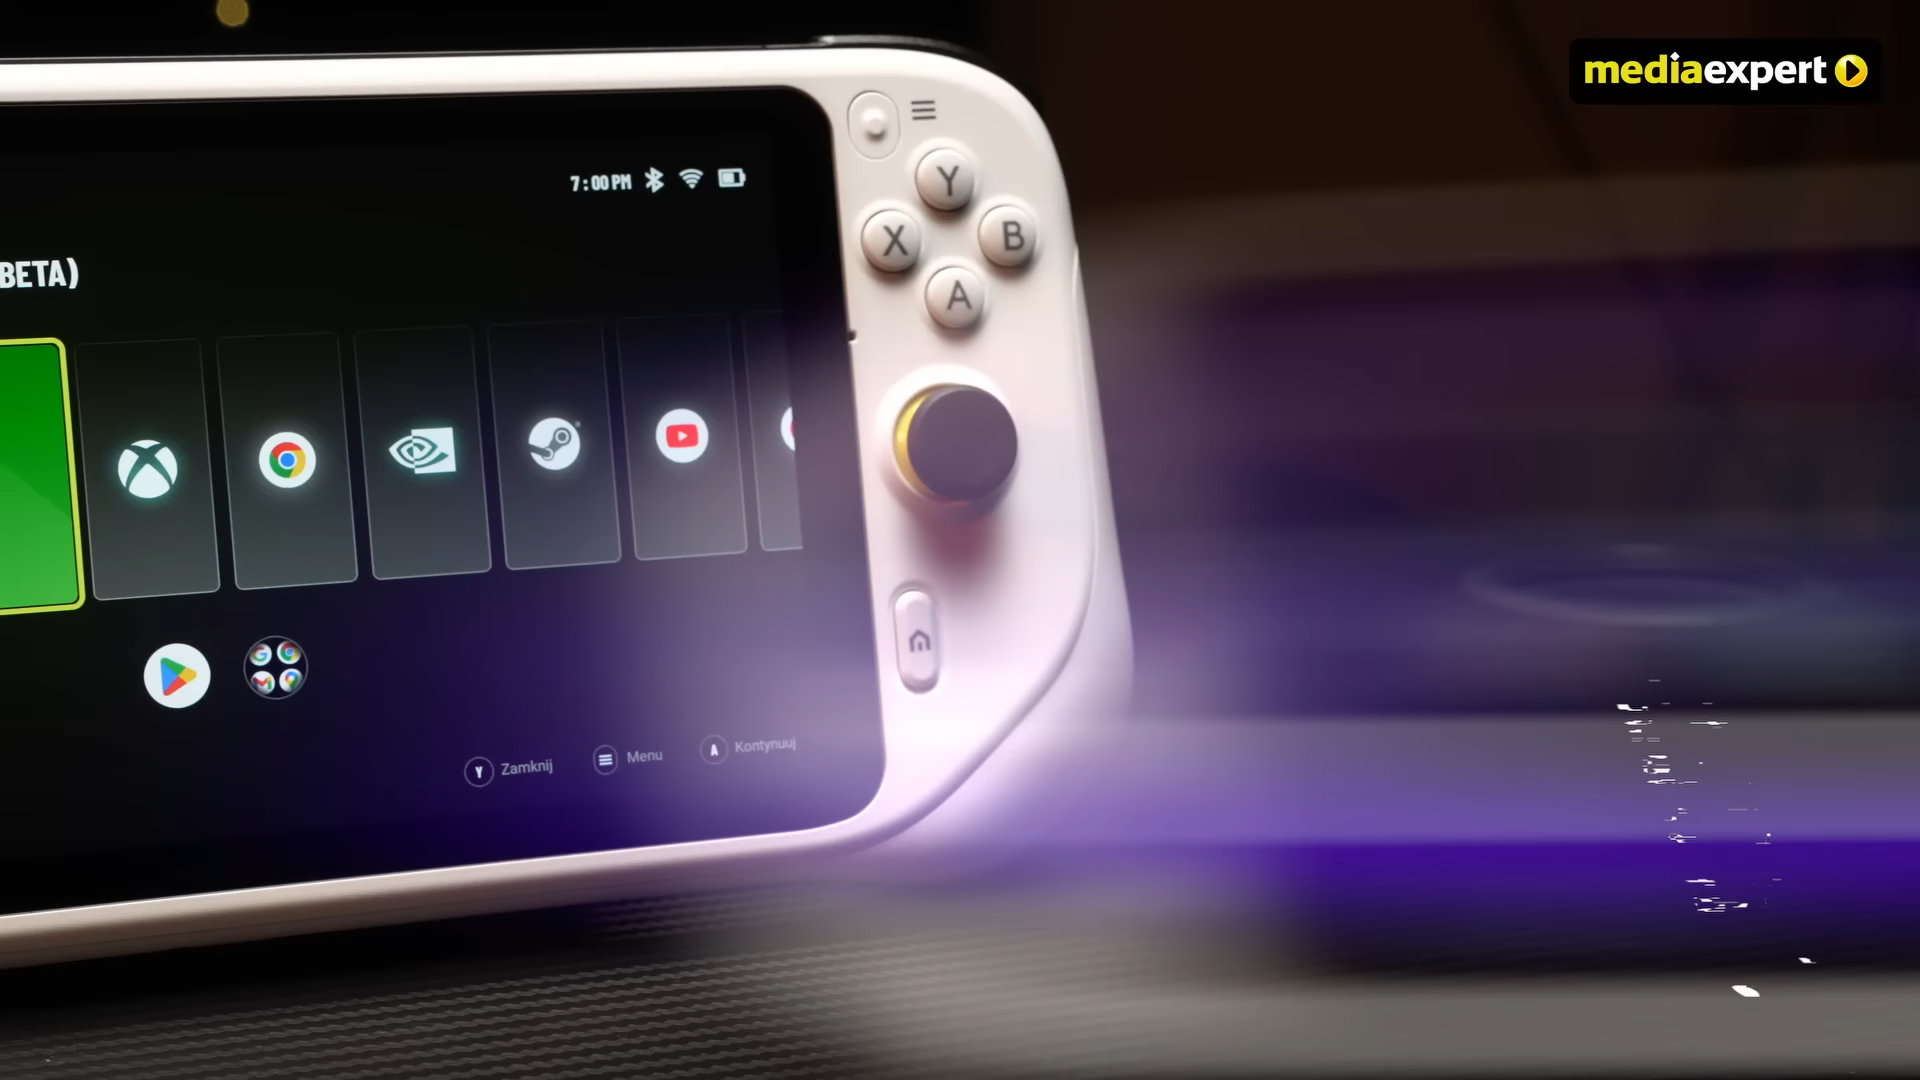 mediaexpert
7:00 PM
Y
X
B
A
BETA)
Y Zamknij
Menu
A Kontynuuj